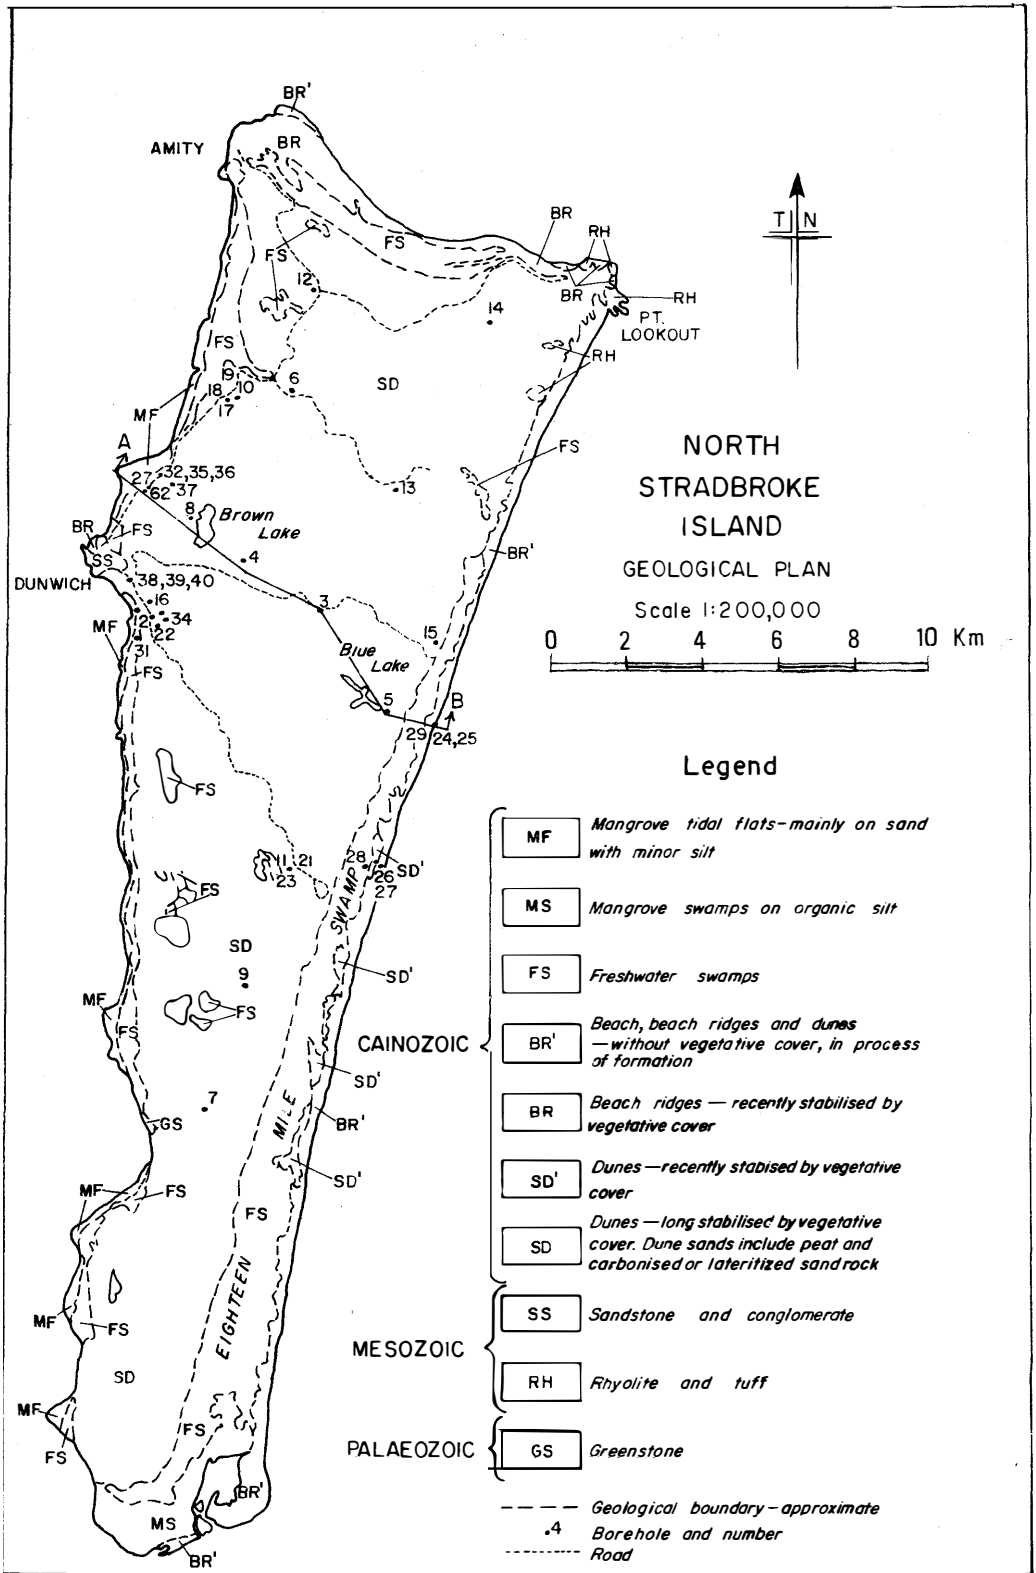 BR'
AMITY
BR
T N
BR
RH
FS
FS
12
BR
RH
14
PT.
LOOKOUT
FS
RH
19
6
SD
18
10
17
MF
A
FS
NORTH
STRADBROKE
ISLAND
GEOLOGICAL PLAN
Scale 1:200,000
0 2 4 6 8 10 Km
27
32,35,36
62
37
13
8
Brown
Lake
BR
FS
SS
4
BR'
DUNWICH
38,39,40
16
3
2
34
MF
22
1
15
31
FS
Blue
Lake
5
B
29
24,25
FS
Legend
MF Mangrove tidal flats-mainly on sand
with minor silt
MS Mangrove swamps on organic silt
FS Freshwater swamps
CAINOZOIC
BR' Beach, beach ridges and dunes
—without vegetative cover, in process
of formation
BR Beach ridges — recently stabilised by
vegetative cover
SD' Dunes —recently stabised by vegetative
cover
SD Dunes — long stabilised by vegetative
cover. Dune sands include peat and
carbonised or lateritized sandrock
MESOZOIC
SS Sandstone and conglomerate
RH Rhyolite and tuff
PALAEOZOIC
GS Greenstone
Geological boundary - approximate
4 Borehole and number
Road
11
21
23
28
SD'
26
27
FS
SD
9
SD'
MF
FS
FS
SD'
7
GS
BR'
SD'
MF
FS
FS
EIGHTEEN MILE SWAMP
MF
FS
SD
MF
FS
FS
BR'
MS
BR'